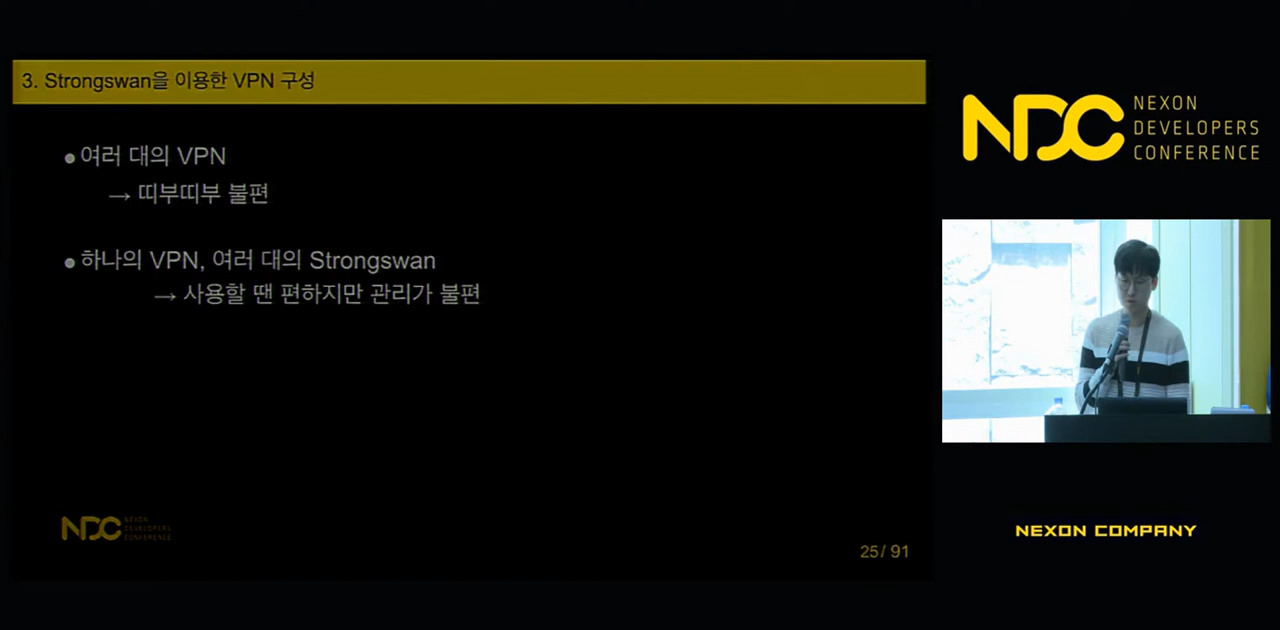 3. Strongswan을 이용한 VPN 구성
●여러 대의 VPN
→ 띠부띠부 불편
●하나의 VPN, 여러 대의 Strongswan
→ 사용할 땐 편하지만 관리가 불편
NDC NEXON DEVELOPERS CONFERENCE
25/ 91
NDC
NEXON
DEVELOPERS
CONFERENCE
NEXON COMPANY